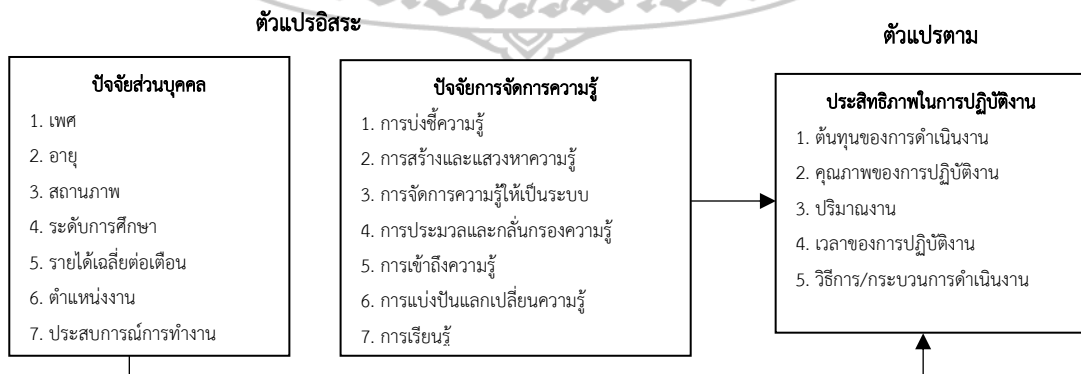 ตัวแปรอิสระ
ตัวแปรตาม
ปัจจัยส่วนบุคคล
1. เพศ
2. อายุ
3. สถานภาพ
4. ระดับการศึกษา
5. รายได้เฉลี่ยต่อเดือน
6. ตำแหน่งงาน
7. ประสบการณ์การทำงาน
ปัจจัยการจัดการความรู้
1. การบ่งชี้ความรู้
2. การสร้างและแสวงหาความรู้
3. การจัดการความรู้ให้เป็นระบบ
4. การประมวลและกลั่นกรองความรู้
5. การเข้าถึงความรู้
6. การแบ่งปันแลกเปลี่ยนความรู้
7. การเรียนรู้
ประสิทธิภาพในการปฏิบัติงาน
1. ต้นทุนของการดำเนินงาน
2. คุณภาพของการปฏิบัติงาน
3. ปริมาณงาน
4. เวลาของการปฏิบัติงาน
5. วิธีการ/กระบวนการดำเนินงาน